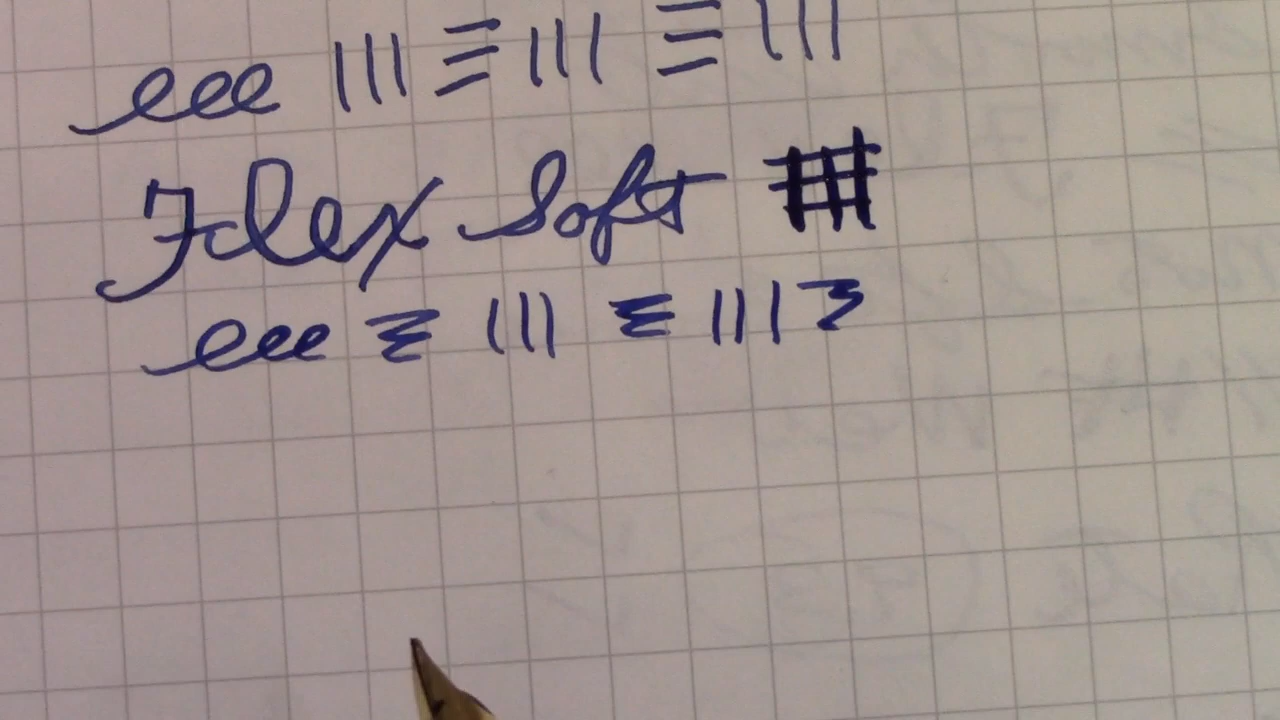 eee ||| ≡ ||| ≡ |||
Flex Soft #
eee ≡ ||| ≡ |||